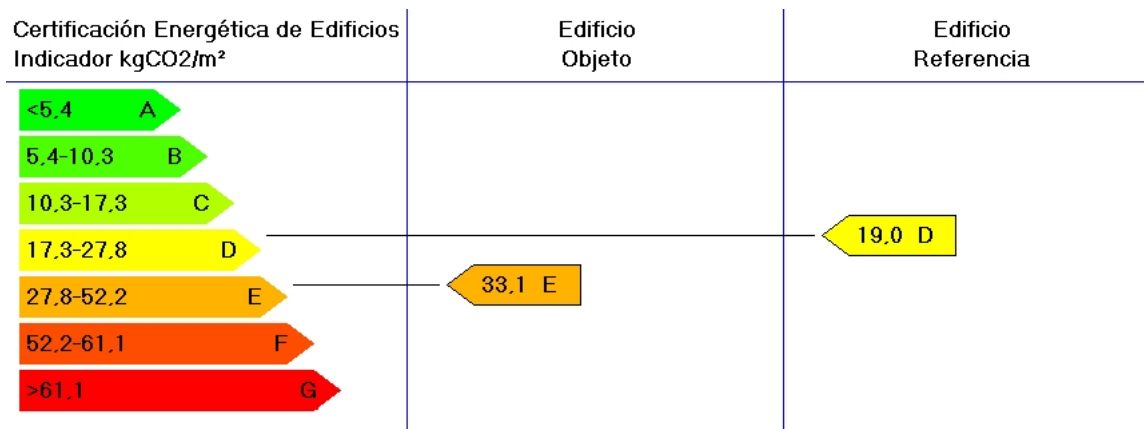 Certificación Energética de Edificios
Indicador kgCO2/m²
Edificio
Objeto
Edificio
Referencia
<5,4 A
5,4-10,3 B
10,3-17,3 C
17,3-27,8 D
19,0 D
27,8-52,2 E
33,1 E
52,2-61,1 F
>61,1 G